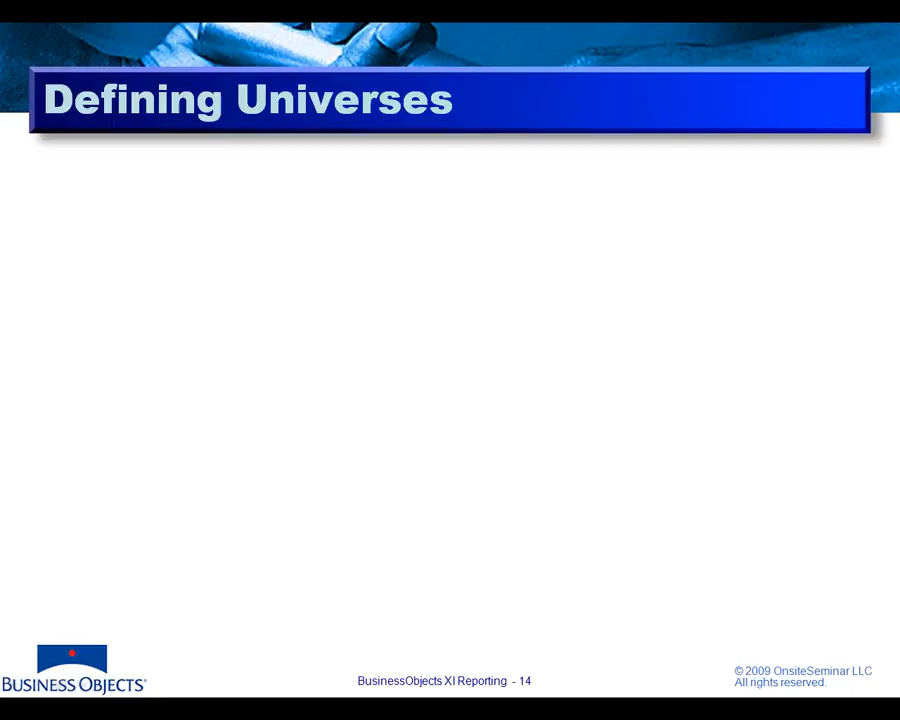 Defining Universes
BUSINESS OBJECTS®
BusinessObjects XI Reporting - 14
© 2009 OnsiteSeminar LLC
All rights reserved.